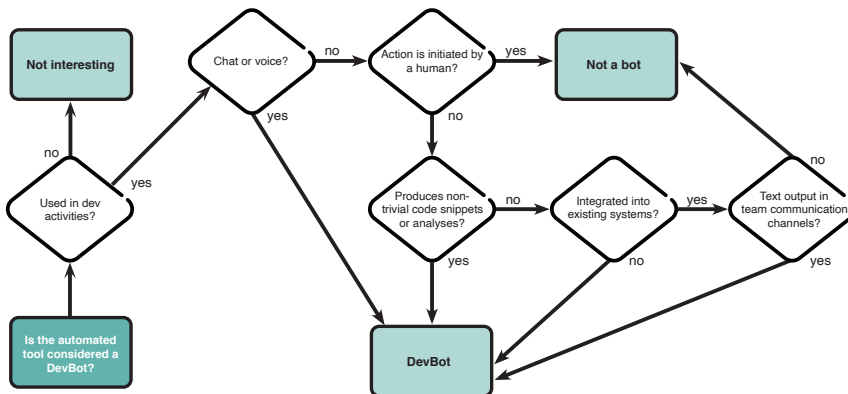 Not interesting
Chat or voice?
no
Action is initiated by
a human?
yes
Not a bot
no
yes
yes
no
no
Used in dev
activities?
Produces non-
trivial code snippets
or analyses?
no
Integrated into
existing systems?
yes
Text output in
team communication
channels?
yes
no
yes
Is the automated
tool considered a
DevBot?
DevBot